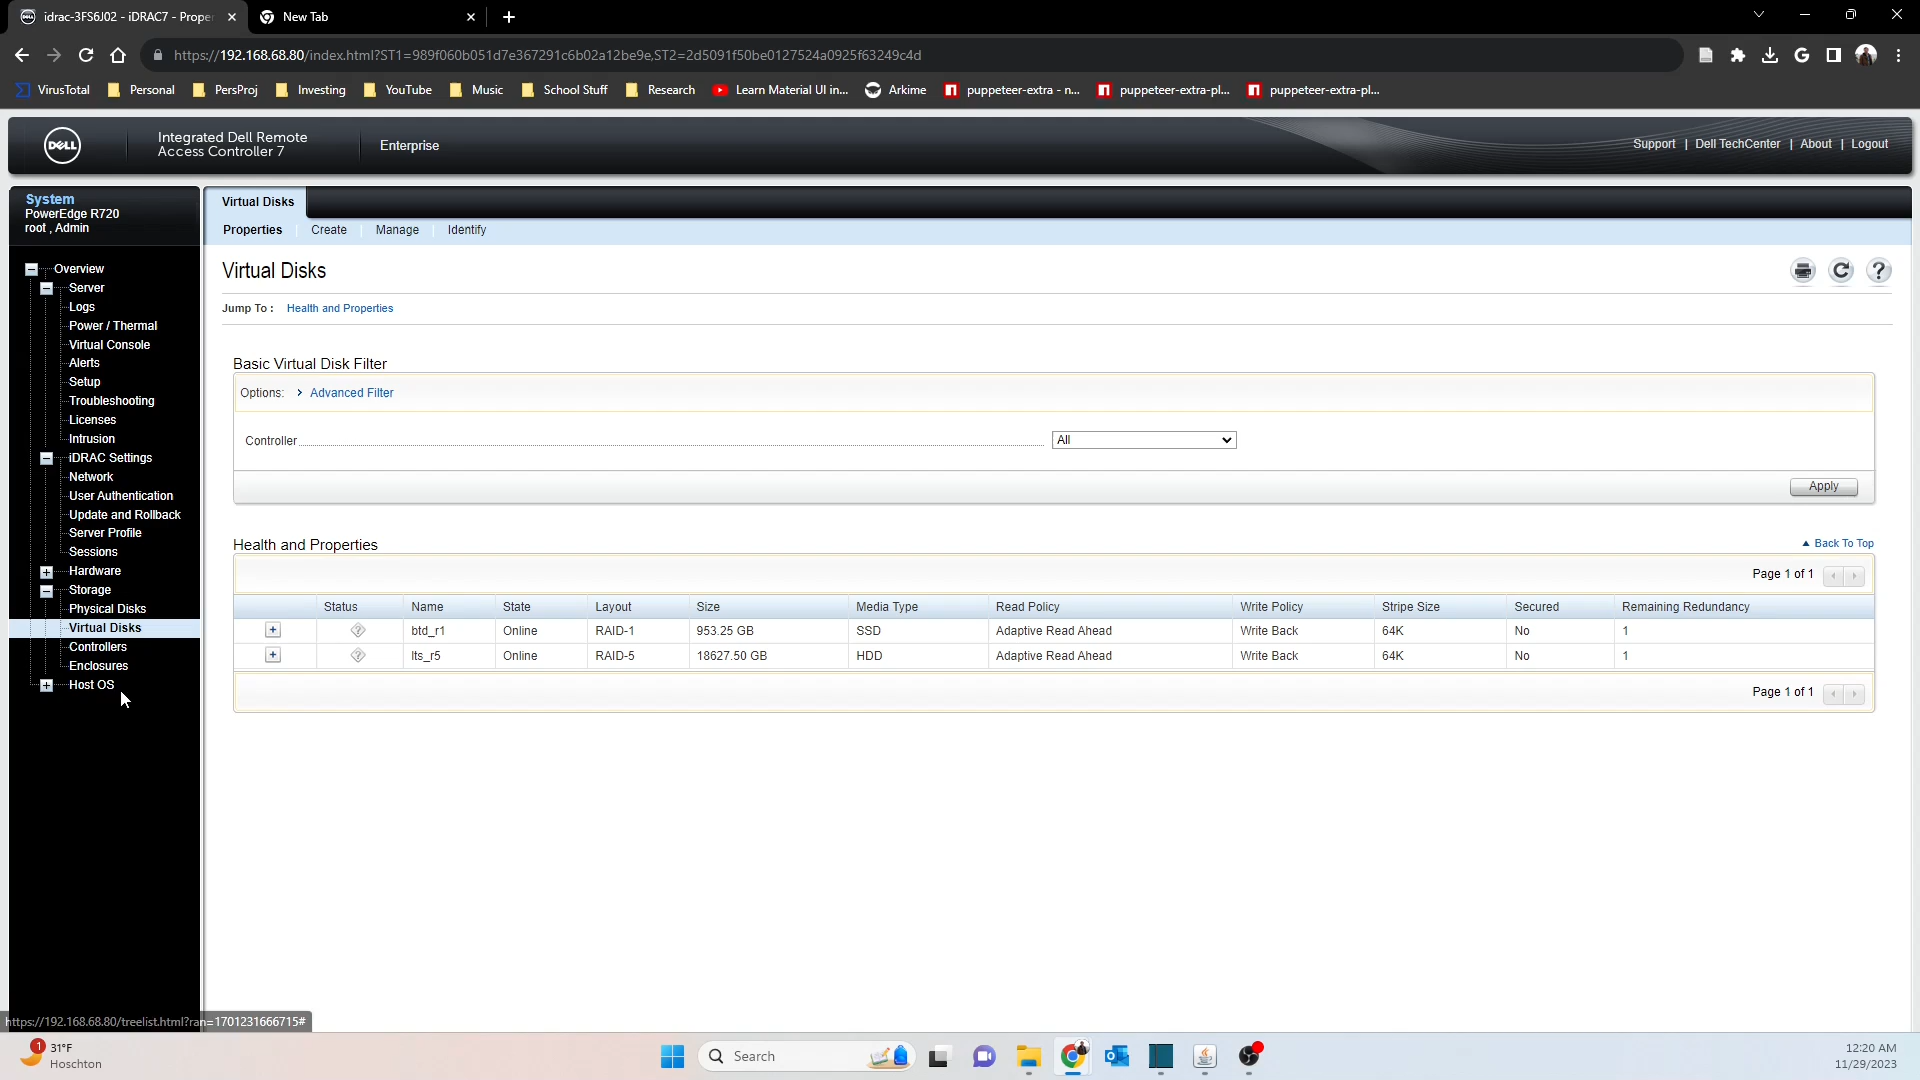 idrac-3FS6J02 - iDRAC7 - Proper
New Tab
https://192.168.68.80/index.html?ST1=989f060b051d7e367291c6b02a12be9e,ST2=2d5091f50be0127524a0925f63249c4d
VirusTotal Personal PersProj Investing YouTube Music School Stuff Research Learn Material UI in... Arkime puppeteer-extra - n... puppeteer-extra-pl... puppeteer-extra-pl...
DELL
Integrated Dell Remote
Access Controller 7
Enterprise
Support | Dell TechCenter | About | Logout
System
PowerEdge R720
root , Admin
Overview
Server
Logs
Power / Thermal
Virtual Console
Alerts
Setup
Troubleshooting
Licenses
Intrusion
iDRAC Settings
Network
User Authentication
Update and Rollback
Server Profile
Sessions
Hardware
Storage
Physical Disks
Virtual Disks
Controllers
Enclosures
Host OS
Virtual Disks
Properties Create Manage Identify
Virtual Disks
Jump To : Health and Properties
Basic Virtual Disk Filter
Options: Advanced Filter
Controller All
Apply
Health and Properties
Back To Top
Page 1 of 1
Status Name State Layout Size Media Type Read Policy Write Policy Stripe Size Secured Remaining Redundancy
btd_r1 Online RAID-1 953.25 GB SSD Adaptive Read Ahead Write Back 64K No 1
lts_r5 Online RAID-5 18627.50 GB HDD Adaptive Read Ahead Write Back 64K No 1
Page 1 of 1
https://192.168.68.80/treelist.html?ran=1701231666715#
1
31°F
Hoschton
Search
12:20 AM
11/29/2023